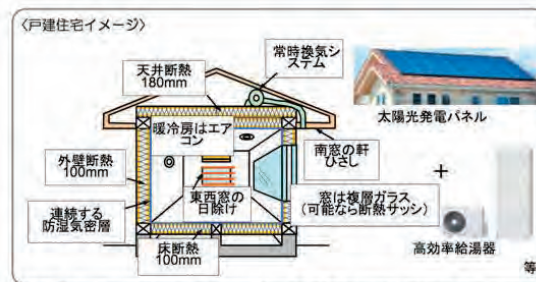 〈戸建住宅イメージ〉
常時換気シ
ステム
天井断熱
180mm
暖冷房はエア
コン
太陽光発電パネル
南窓の軒
ひさし
外壁断熱
100mm
東西窓の
日除け
窓は複層ガラス
(可能なら断熱サッシ)
+
連続する
防湿気密層
床断熱
100mm
高効率給湯器
等